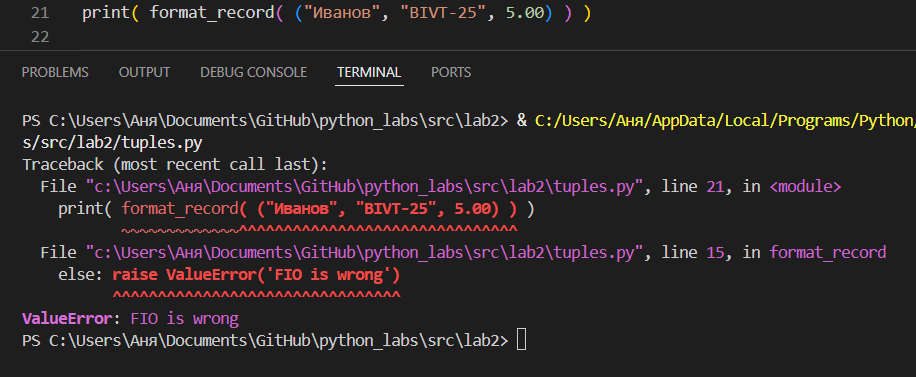 21 print( format_record( ("Иванов", "BIVT-25", 5.00) ) )
22
PROBLEMS OUTPUT DEBUG CONSOLE TERMINAL PORTS
PS C:\Users\Аня\Documents\GitHub\python_labs\src\lab2> & C:/Users/Аня/AppData/Local/Programs/Python/
s/src/lab2/tuples.py
Traceback (most recent call last):
  File "c:\Users\Аня\Documents\GitHub\python_labs\src\lab2\tuples.py", line 21, in <module>
    print( format_record( ("Иванов", "BIVT-25", 5.00) ) )
           ~~~~~~~~~~~~~^^^^^^^^^^^^^^^^^^^^^^^^^^^^^^^
  File "c:\Users\Аня\Documents\GitHub\python_labs\src\lab2\tuples.py", line 15, in format_record
    else: raise ValueError('FIO is wrong')
          ^^^^^^^^^^^^^^^^^^^^^^^^^^^^^^^^
ValueError: FIO is wrong
PS C:\Users\Аня\Documents\GitHub\python_labs\src\lab2>